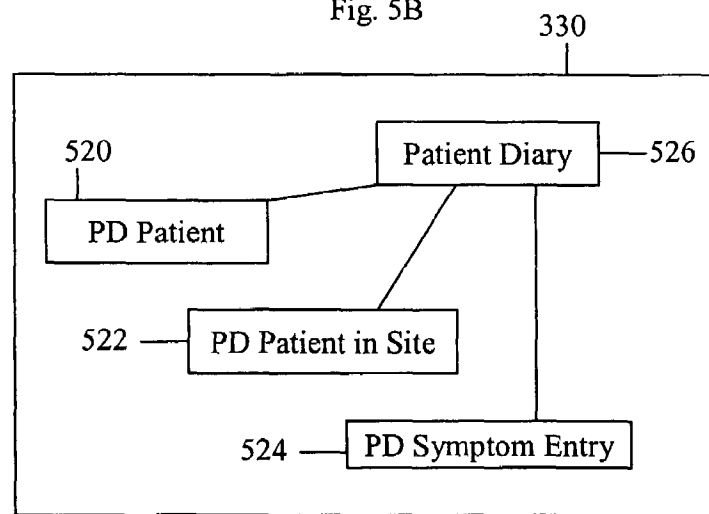 Fig. 5B
330
520
Patient Diary
526
PD Patient
522
PD Patient in Site
524
PD Symptom Entry